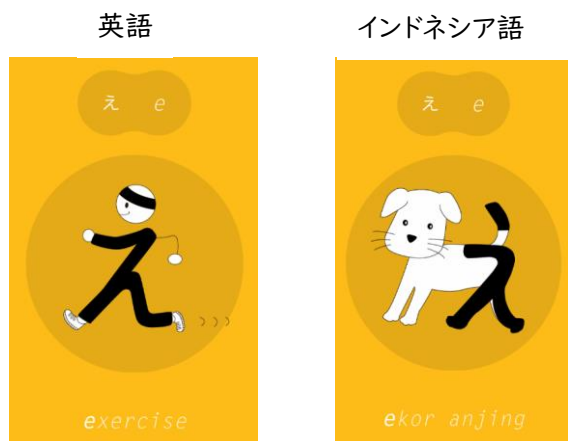 英語
え e
exercise
インドネシア語
え e
ekor anjing